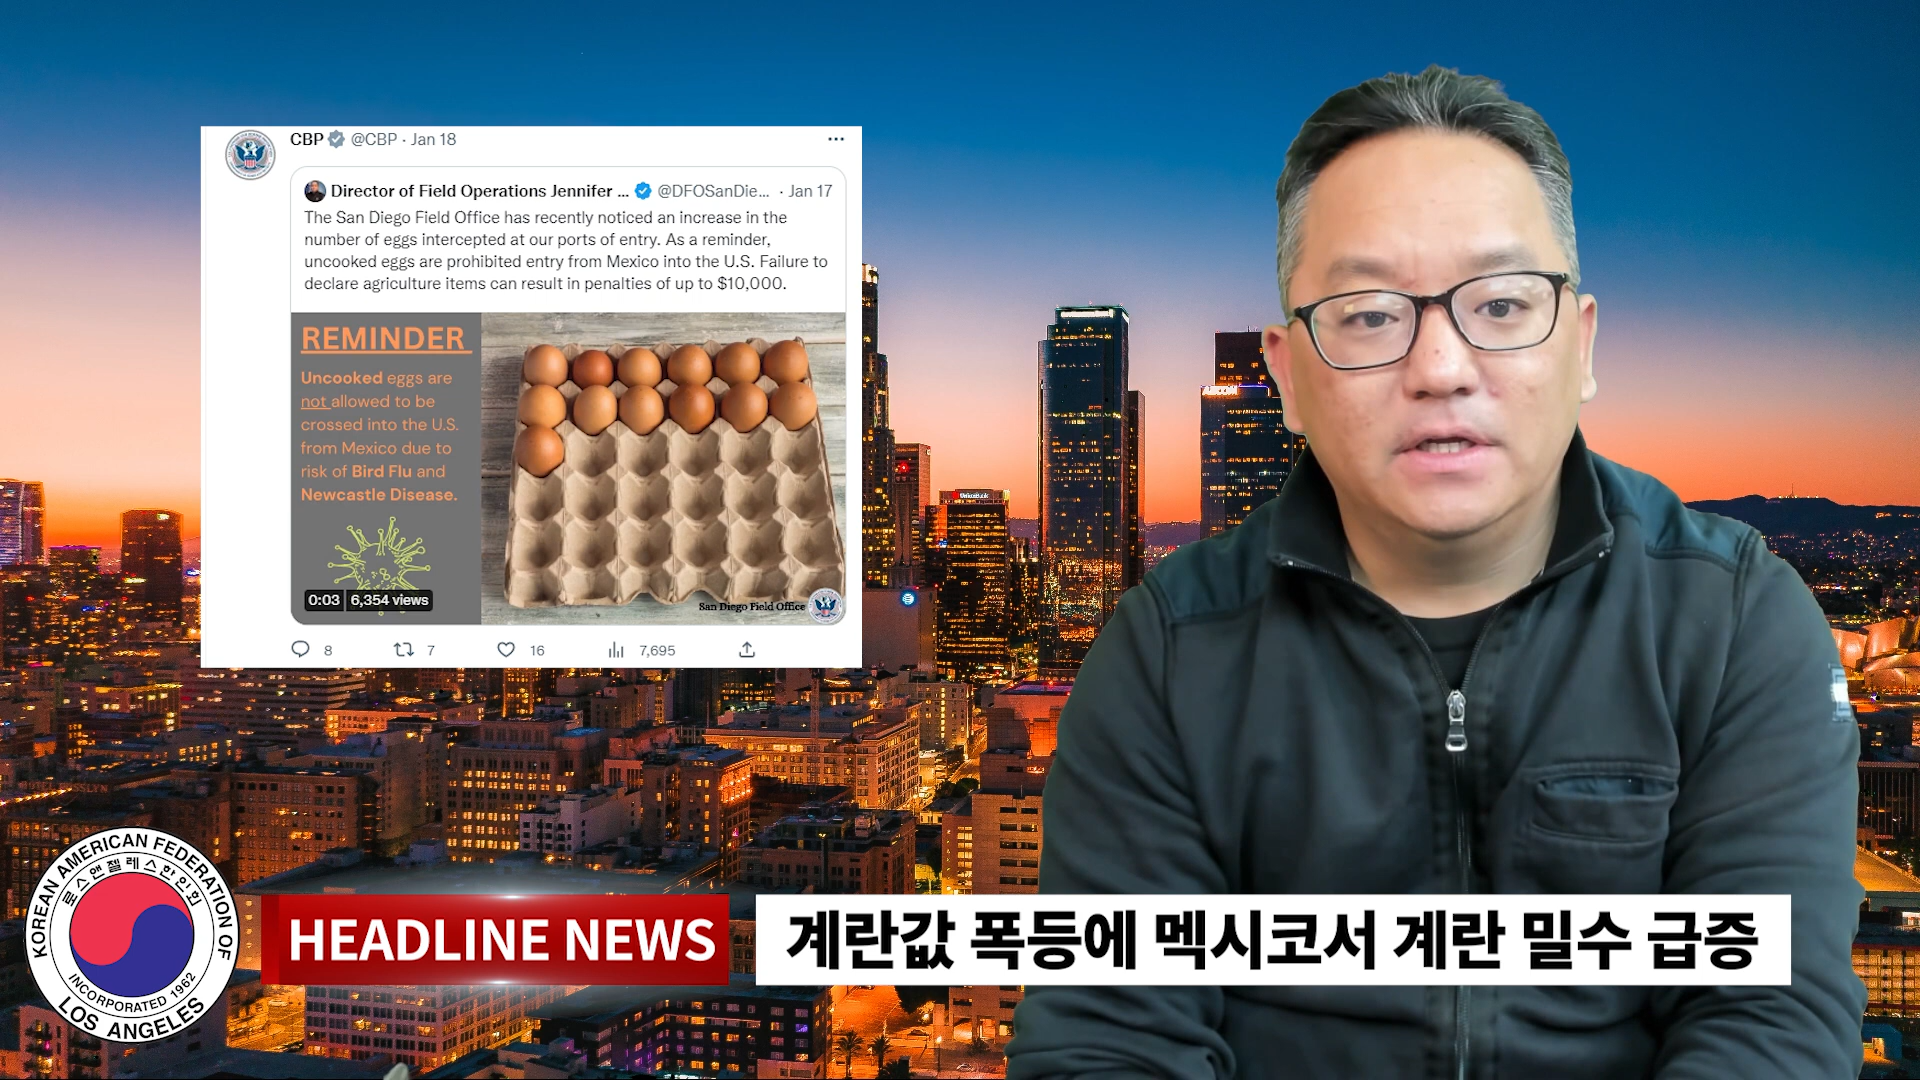 CBP @CBP · Jan 18
Director of Field Operations Jennifer ... @DFOSanDie... · Jan 17
The San Diego Field Office has recently noticed an increase in the
number of eggs intercepted at our ports of entry. As a reminder,
uncooked eggs are prohibited entry from Mexico into the U.S. Failure to
declare agriculture items can result in penalties of up to $10,000.
REMINDER
Uncooked eggs are
not allowed to be
crossed into the U.S.
from Mexico due to
risk of Bird Flu and
Newcastle Disease.
0:03 6,354 views
San Diego Field Office
8 7 16 7,695
AECOM
UnionBank
KOREAN AMERICAN FEDERATION OF
로스앤젤레스한인회
INCORPORATED 1962
LOS ANGELES
HEADLINE NEWS
계란값 폭등에 멕시코서 계란 밀수 급증